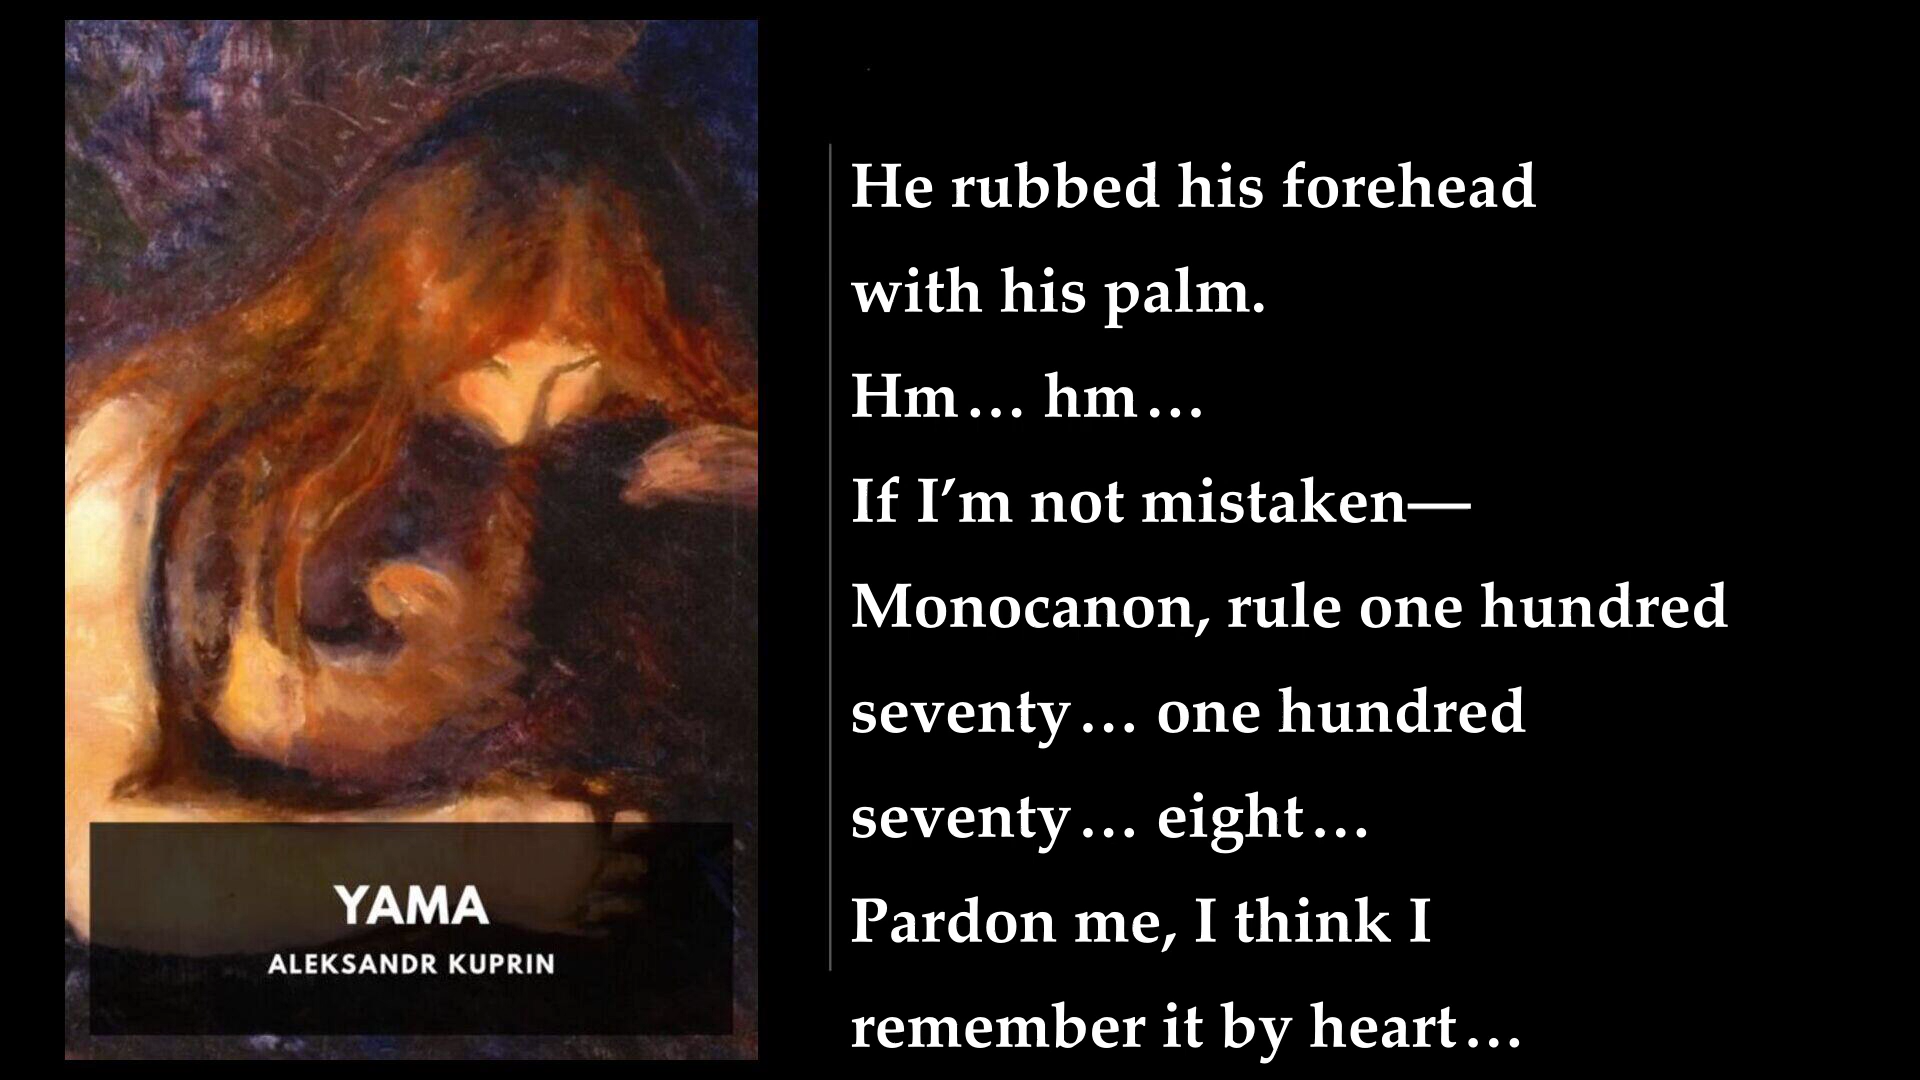 YAMA
ALEKSANDR KUPRIN
He rubbed his forehead
with his palm.
Hm… hm…
If I’m not mistaken—
Monocanon, rule one hundred
seventy… one hundred
seventy… eight…
Pardon me, I think I
remember it by heart…